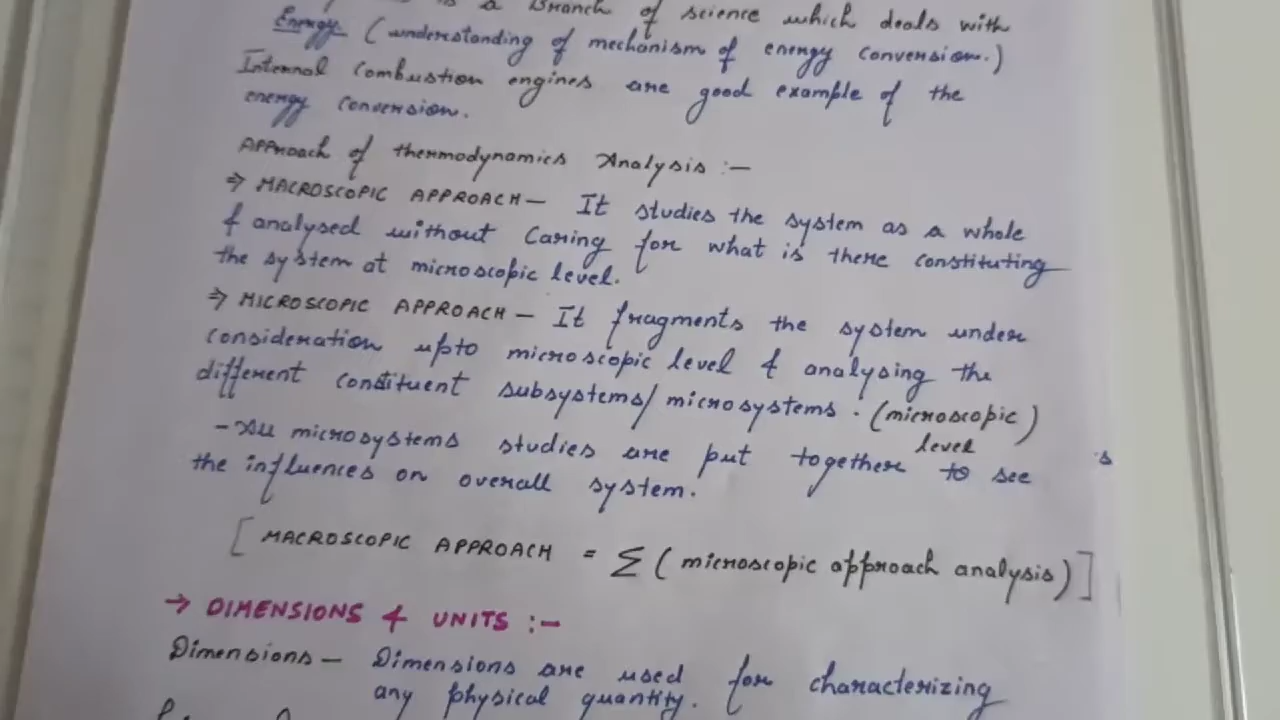 is a Branch of science which deals with
Energy. (understanding of mechanism of energy conversion.)
Internal combustion engines are good example of the
energy conversion.
Approach of thermodynamics Analysis :-
⇒ MACROSCOPIC APPROACH - It studies the system as a whole
& analysed without caring for what is there constituting
the system at microscopic level.
⇒ MICROSCOPIC APPROACH - It fragments the system under
consideration upto microscopic level & analysing the
different constituent subsystems/microsystems. (microscopic)
level
- All microsystems studies are put together to see
the influences on overall system.
[MACROSCOPIC APPROACH = Σ (microscopic approach analysis)]
→ DIMENSIONS & UNITS :-
Dimensions - Dimensions are used for characterizing
any physical quantity.